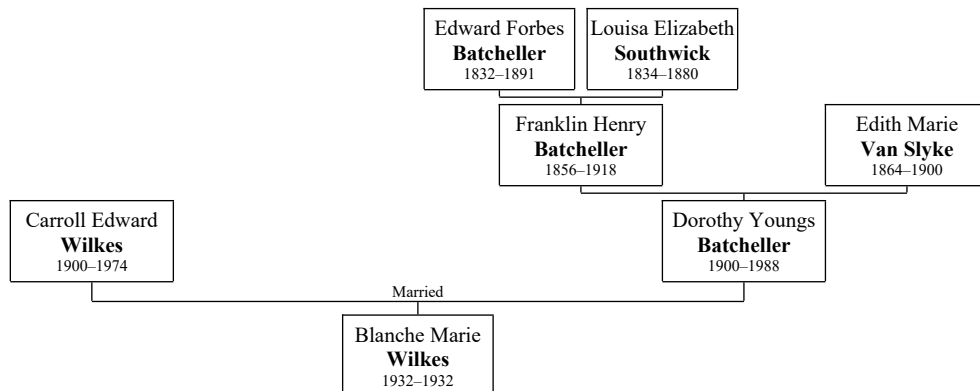 Edward Forbes
Batcheller
1832–1891
Louisa Elizabeth
Southwick
1834–1880
Franklin Henry
Batcheller
1856–1918
Edith Marie
Van Slyke
1864–1900
Carroll Edward
Wilkes
1900–1974
Dorothy Youngs
Batcheller
1900–1988
Married
Blanche Marie
Wilkes
1932–1932